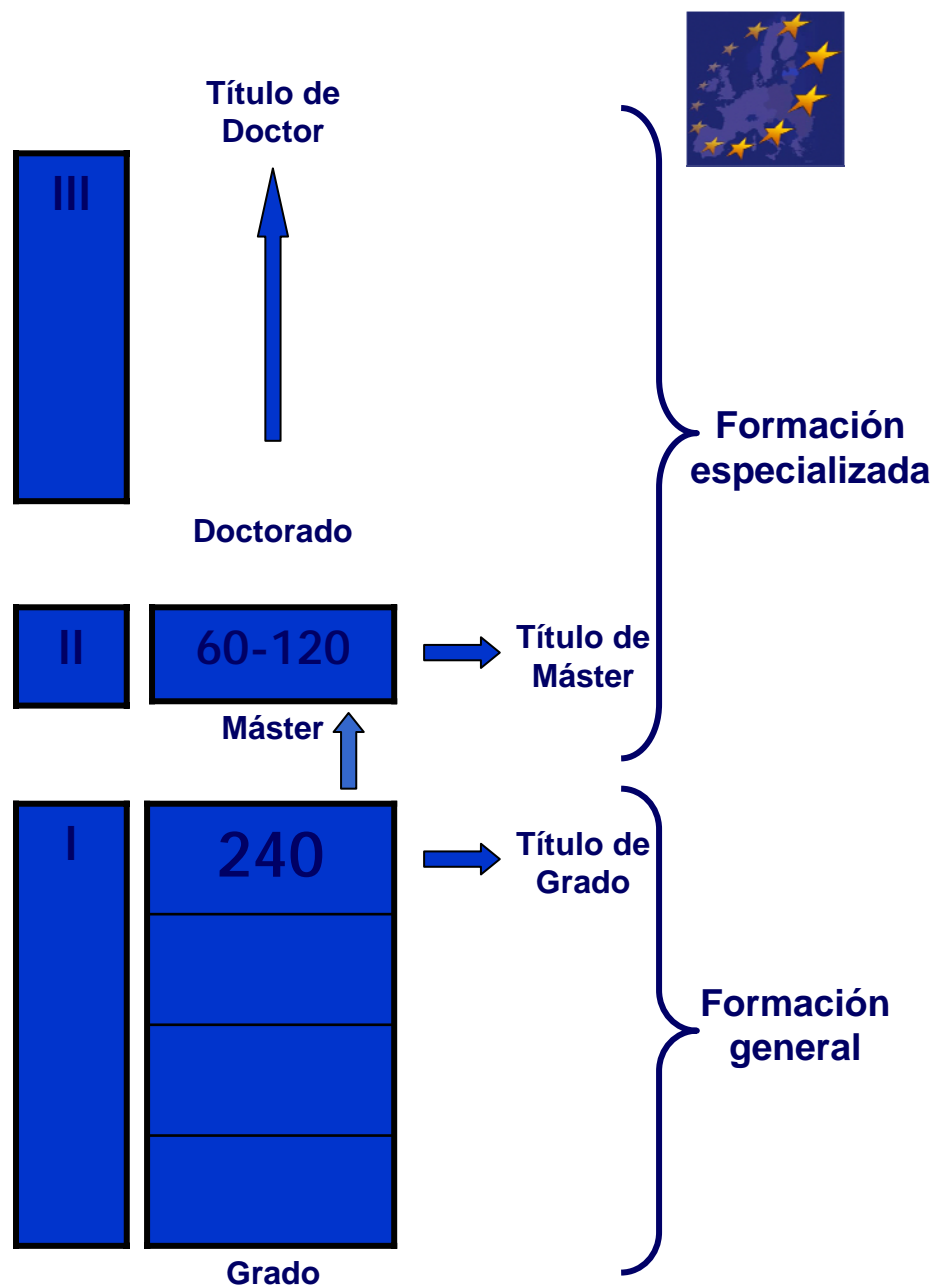 Título de
Doctor
III
Formación
especializada
Doctorado
II
60-120
Título de
Máster
Máster
I
240
Título de
Grado
Formación
general
Grado